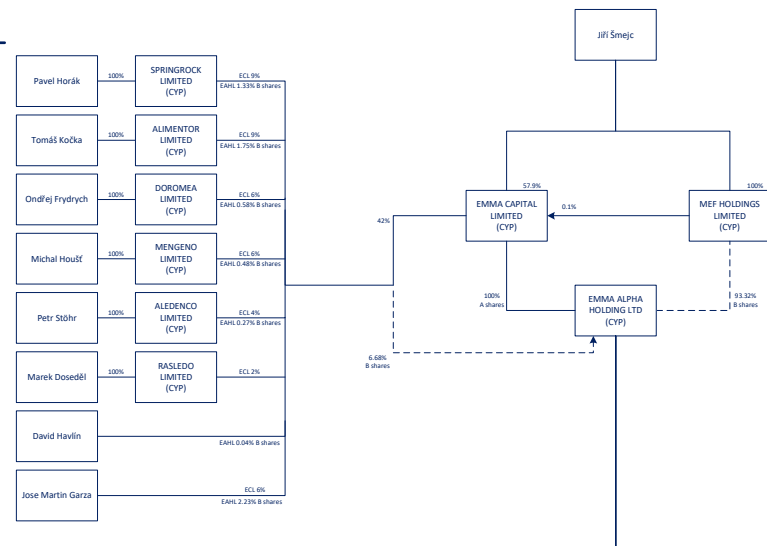 Jiří Šmejc
Pavel Horák
100%
SPRINGROCK
LIMITED
(CYP)
ECL 9%
EAHL 1.33% B shares
Tomáš Kočka
100%
ALIMENTOR
LIMITED
(CYP)
ECL 9%
EAHL 1.75% B shares
Ondřej Frydrych
100%
DOROMEA
LIMITED
(CYP)
ECL 6%
EAHL 0.58% B shares
Michal Houšť
100%
MENGENO
LIMITED
(CYP)
ECL 6%
EAHL 0.48% B shares
Petr Stöhr
100%
ALEDENCO
LIMITED
(CYP)
ECL 4%
EAHL 0.27% B shares
Marek Doseděl
100%
RASLEDO
LIMITED
(CYP)
ECL 2%
David Havlín
EAHL 0.04% B shares
Jose Martin Garza
ECL 6%
EAHL 2.23% B shares
42%
57.9%
EMMA CAPITAL
LIMITED
(CYP)
0.1%
100%
MEF HOLDINGS
LIMITED
(CYP)
100%
A shares
EMMA ALPHA
HOLDING LTD
(CYP)
93.32%
B shares
6.68%
B shares